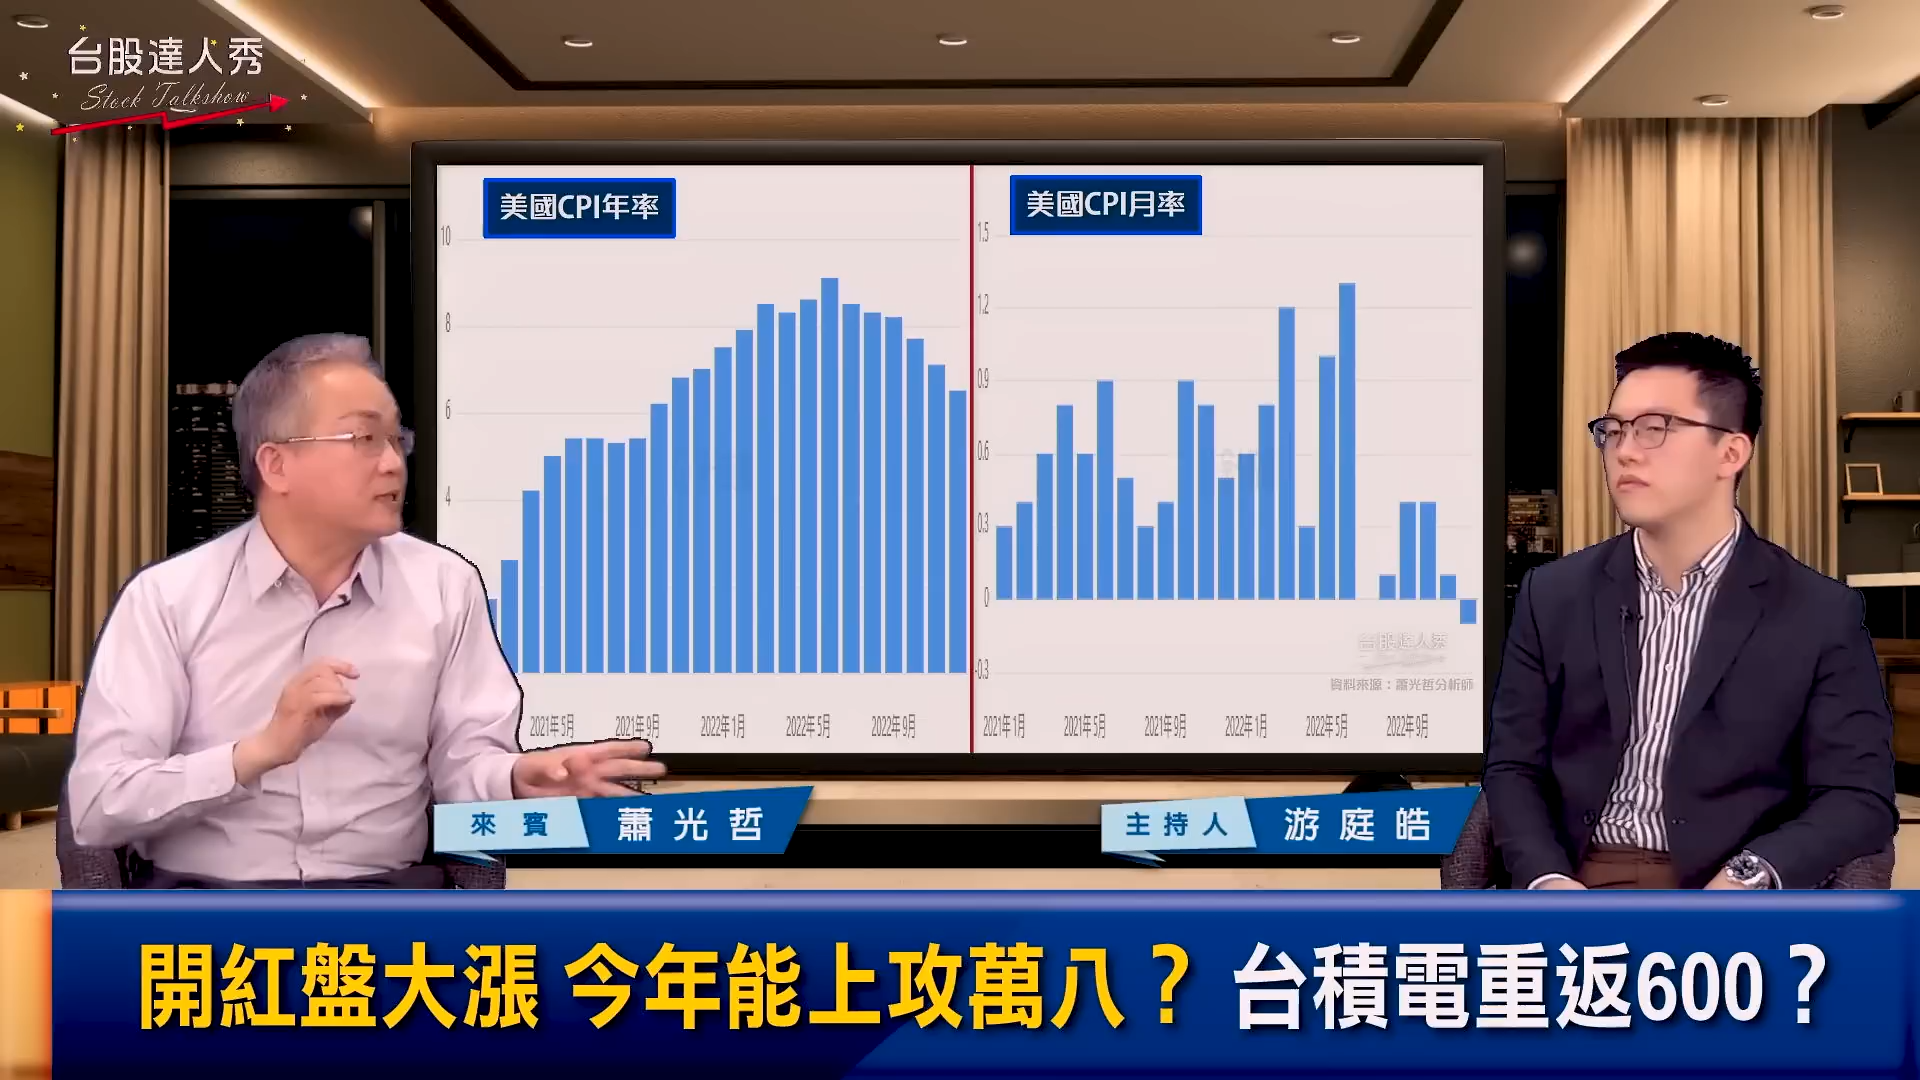 台股達人秀
Stock Talkshow
美國CPI年率
10
8
6
4
2021年5月
2021年9月
2022年1月
2022年5月
2022年9月
美國CPI月率
1.5
1.2
0.9
0.6
0.3
0
-0.3
2021年1月
2021年5月
2021年9月
2022年1月
2022年5月
2022年9月
台股達人秀
資料來源：蕭光哲分析師
來賓 蕭光哲
主持人 游庭皓
開紅盤大漲 今年能上攻萬八？ 台積電重返600？